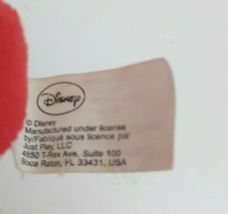 Disney
© Disney
Manufactured under license
by/Fabriqué sous licence par
Just Play, LLC
4850 T-Rex Ave, Suite 100
Boca Raton, FL 33431, USA